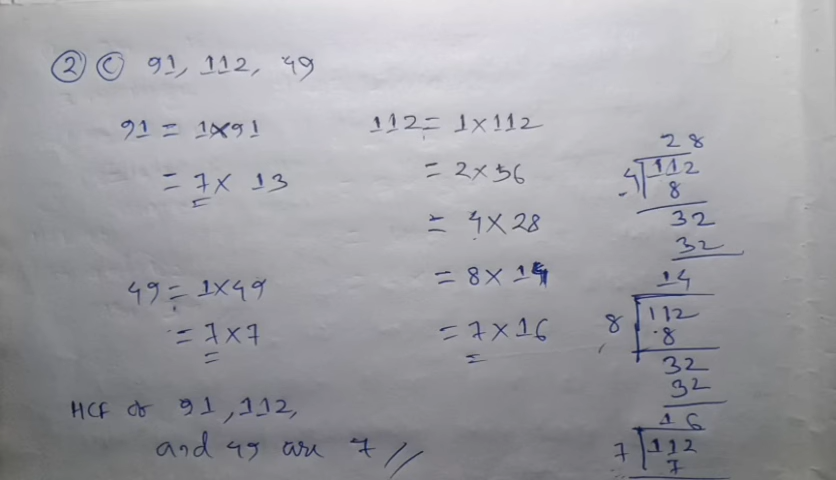 ② ⓒ 91, 112, 49
91 = 1×91
= 7 × 13
49 = 1×49
= 7×7
112 = 1×112
= 2×56
= 4×28
= 8×14
= 7×16
28
4 112
8
32
32
14
8 112
8
32
32
16
7 112
7
HCF of 91, 112,
and 49 are 7 //